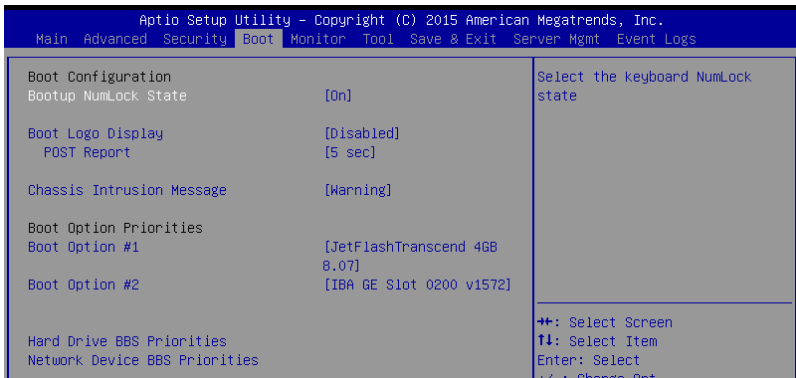 Aptio Setup Utility – Copyright (C) 2015 American Megatrends, Inc.
Main Advanced Security Boot Monitor Tool Save & Exit Server Mgmt Event Logs
Boot Configuration
Bootup NumLock State [On]
Boot Logo Display [Disabled]
POST Report [5 sec]
Chassis Intrusion Message [Warning]
Boot Option Priorities
Boot Option #1 [JetFlashTranscend 4GB
8.07]
Boot Option #2 [IBA GE Slot 0200 v1572]
Hard Drive BBS Priorities
Network Device BBS Priorities
Select the keyboard NumLock
state
→←: Select Screen
↑↓: Select Item
Enter: Select
+/-: Change Opt.